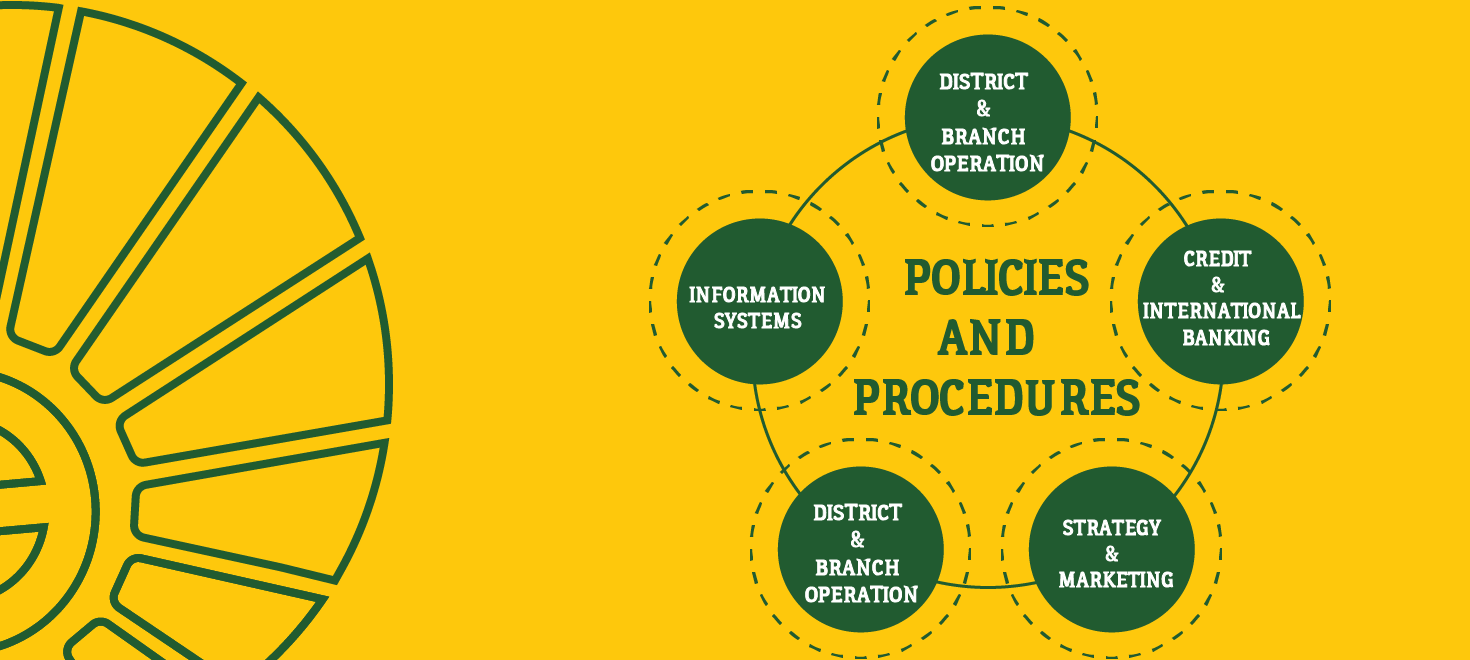 DISTRICT
&
BRANCH
OPERATION
INFORMATION
SYSTEMS
POLICIES
AND
PROCEDURES
CREDIT
&
INTERNATIONAL
BANKING
DISTRICT
&
BRANCH
OPERATION
STRATEGY
&
MARKETING